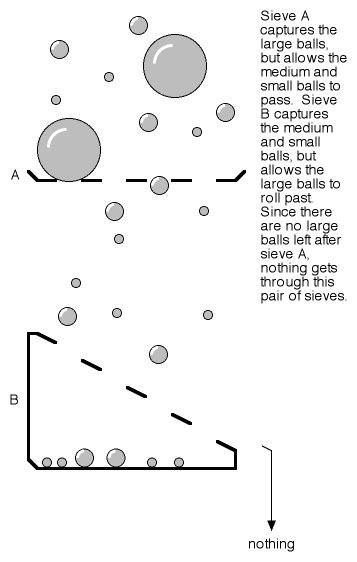 Sieve A
captures the
large balls,
but allows the
medium and
small balls to
pass.  Sieve
B captures
the medium
and small
balls, but
allows the
large balls to
roll past.
Since there
are no large
balls left after
sieve A,
nothing gets
through this
pair of sieves.
A
B
nothing